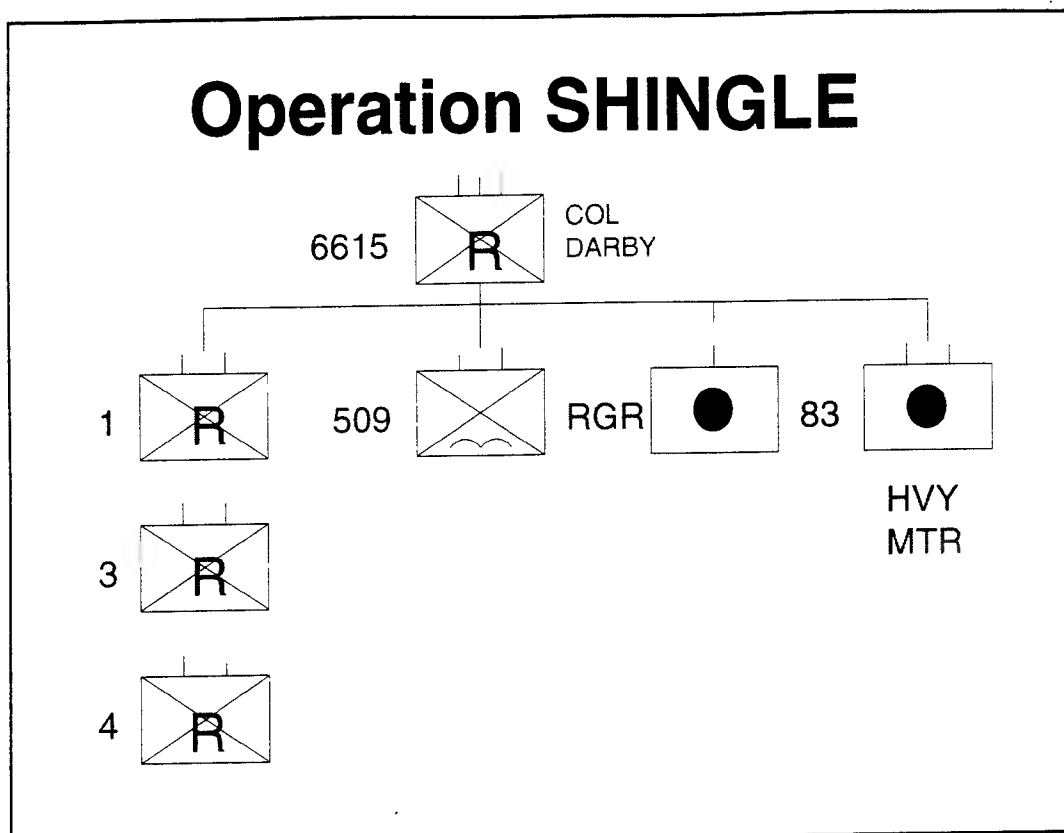 Operation SHINGLE
6615
R
COL
DARBY
1
R
509
RGR
83
HVY
MTR
3
R
4
R